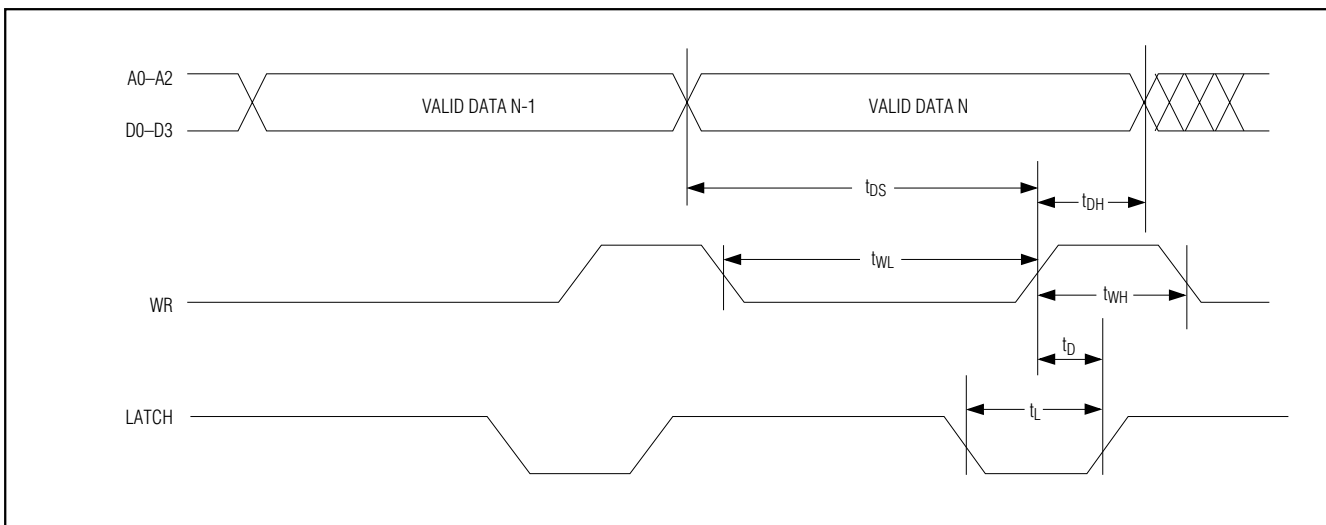 A0–A2
VALID DATA N-1
VALID DATA N
D0–D3
tDS
tDH
tWL
WR
tWH
tD
LATCH
tL